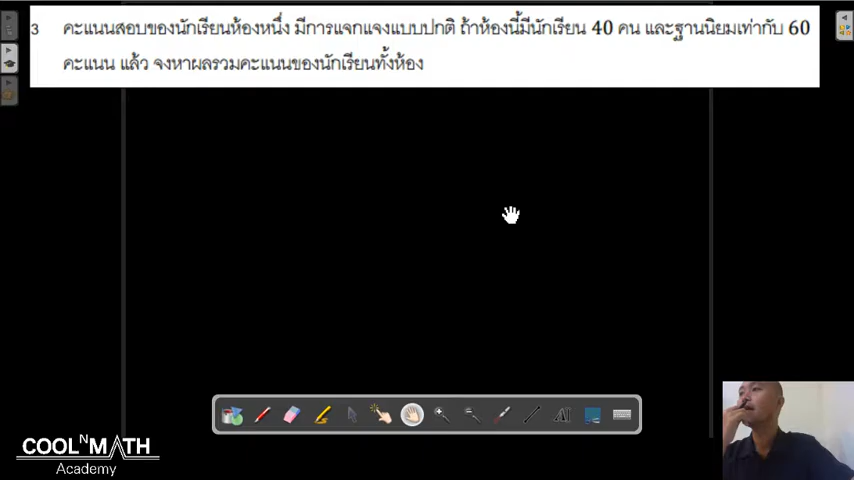 3 คะแนนสอบของนักเรียนห้องหนึ่ง มีการแจกแจงแบบปกติ ถ้าห้องนี้มีนักเรียน 40 คน และฐานนิยมเท่ากับ 60
คะแนน แล้ว จงหาผลรวมคะแนนของนักเรียนทั้งห้อง
AI
COOL N MATH
Academy